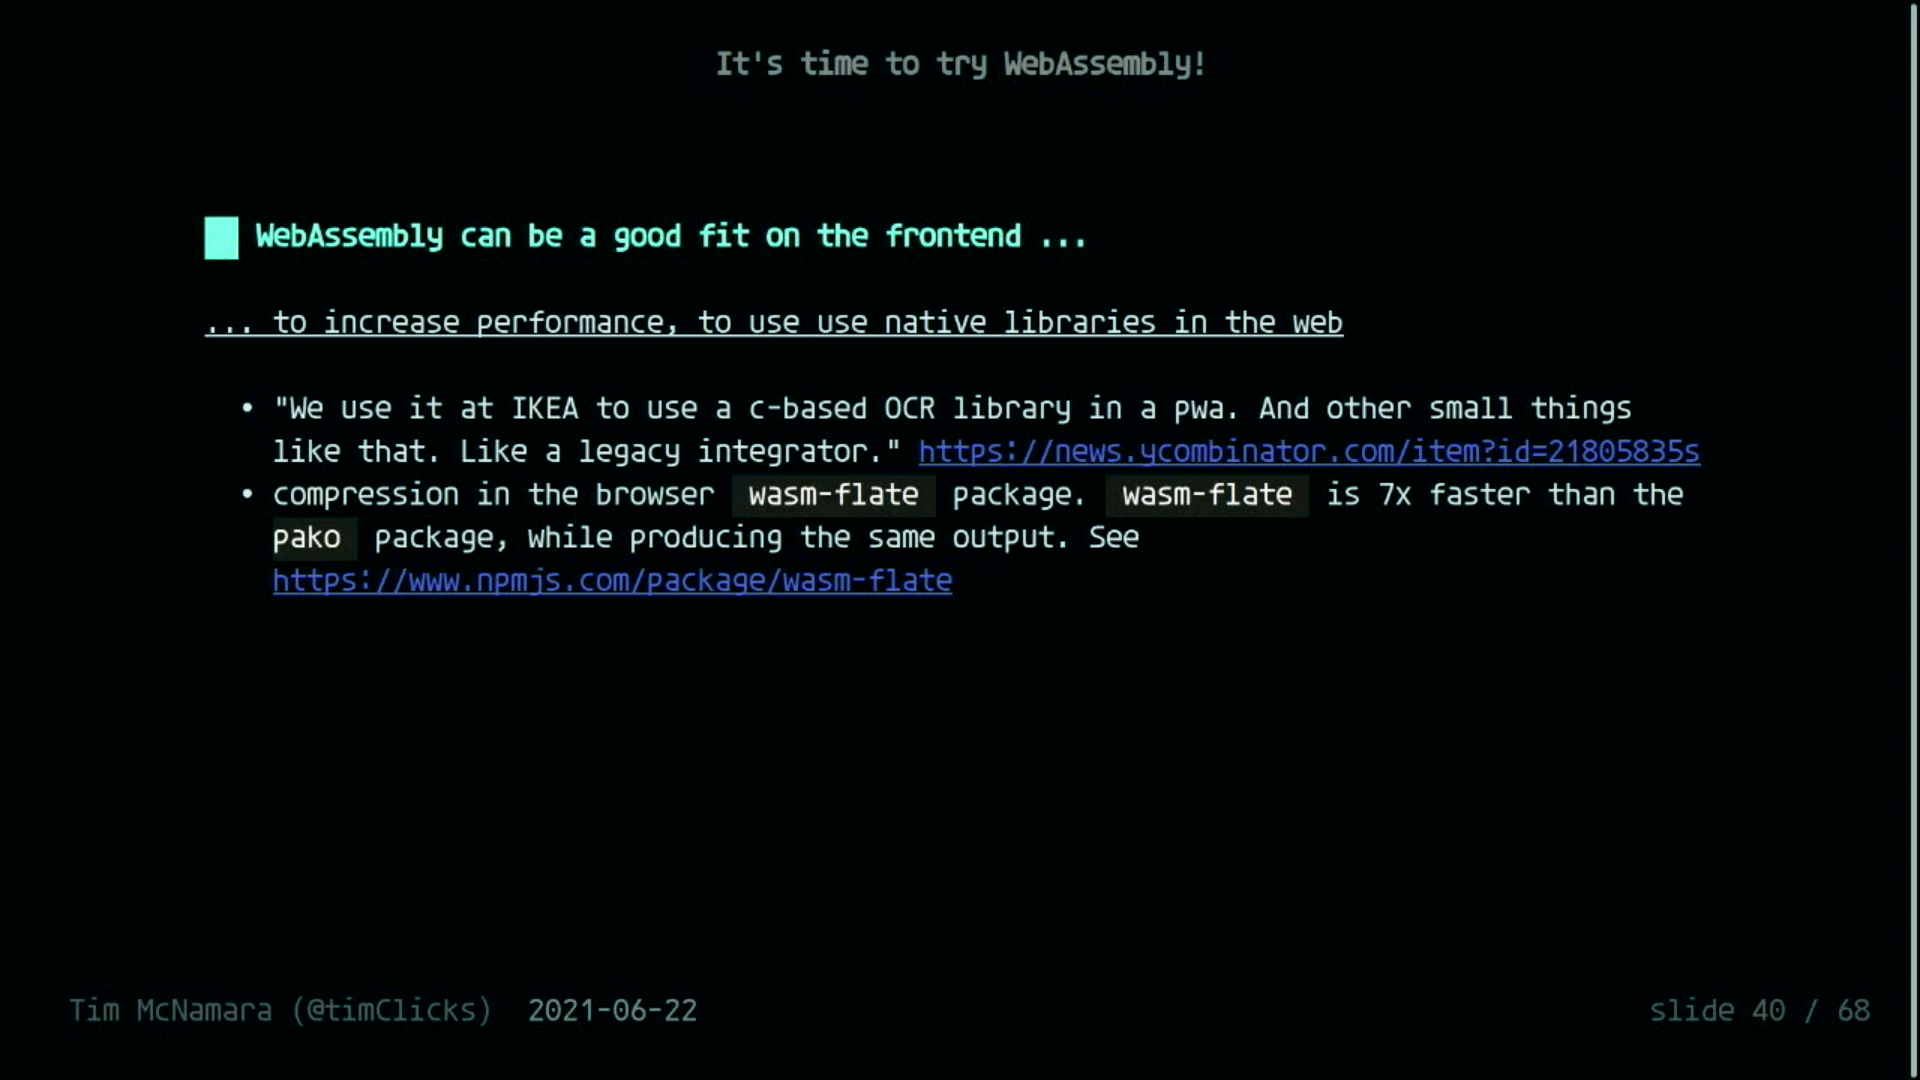 It's time to try WebAssembly!
WebAssembly can be a good fit on the frontend ...
... to increase performance, to use use native libraries in the web
• "We use it at IKEA to use a c-based OCR library in a pwa. And other small things
like that. Like a legacy integrator." https://news.ycombinator.com/item?id=21805835s
• compression in the browser wasm-flate package. wasm-flate is 7x faster than the
pako package, while producing the same output. See
https://www.npmjs.com/package/wasm-flate
Tim McNamara (@timClicks) 2021-06-22
slide 40 / 68